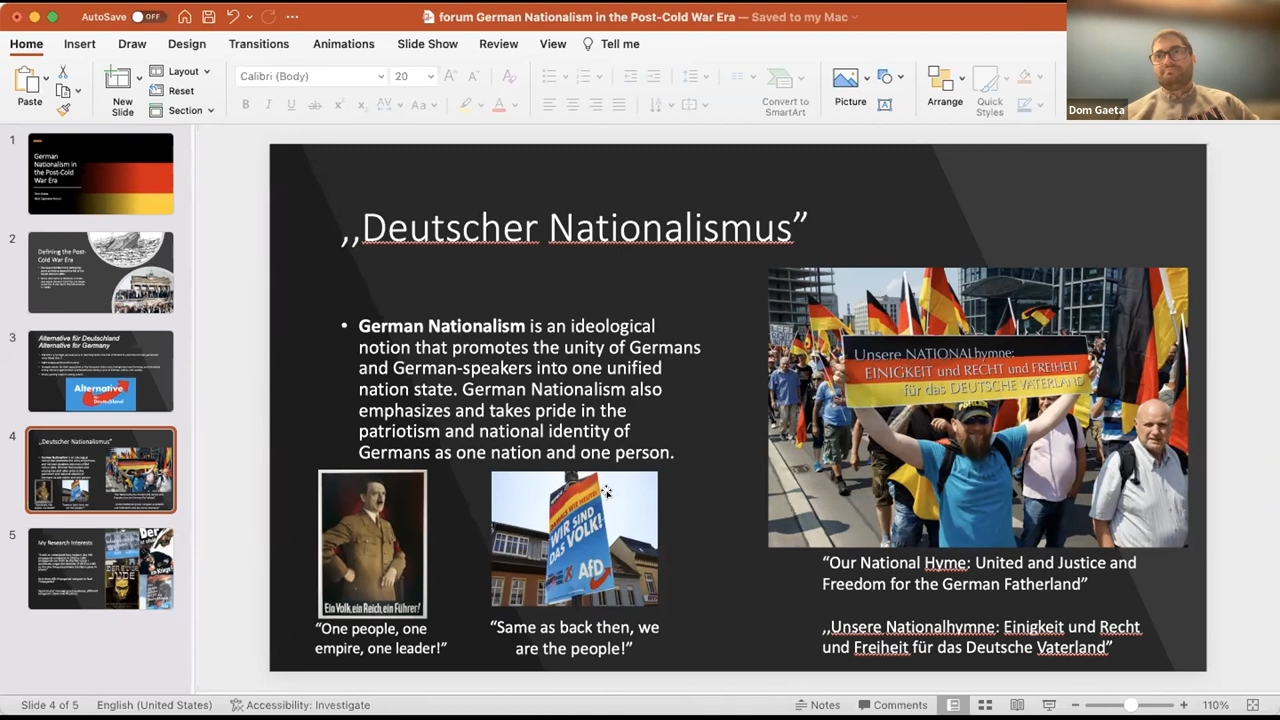 AutoSave OFF
forum German Nationalism in the Post-Cold War Era — Saved to my Mac
Home Insert Draw Design Transitions Animations Slide Show Review View Tell me
Paste
New Slide
Layout
Reset
Section
Calibri (Body) 20
Convert to SmartArt
Picture
Arrange
Quick Styles
Dom Gaeta
1
German
Nationalism in
the Post-Cold
War Era
2
Defining the Post-
Cold War Era
3
Alternative für Deutschland
Alternative for Germany
Alternative
4
,,Deutscher Nationalismus”
5
My Research Interests
,,Deutscher Nationalismus”
• German Nationalism is an ideological
notion that promotes the unity of Germans
and German-speakers into one unified
nation state. German Nationalism also
emphasizes and takes pride in the
patriotism and national identity of
Germans as one nation and one person.
Ein Volk, ein Reich, ein Führer!
“One people, one
empire, one leader!”
WIR SIND
DAS VOLK!
AfD
“Same as back then, we
are the people!”
Unsere NATIONALhymne:
EINIGKEIT und RECHT und FREIHEIT
für das DEUTSCHE VATERLAND
“Our National Hyme: United and Justice and
Freedom for the German Fatherland”
,,Unsere Nationalhymne: Einigkeit und Recht
und Freiheit für das Deutsche Vaterland”
Slide 4 of 5 English (United States) Accessibility: Investigate Notes Comments 110%